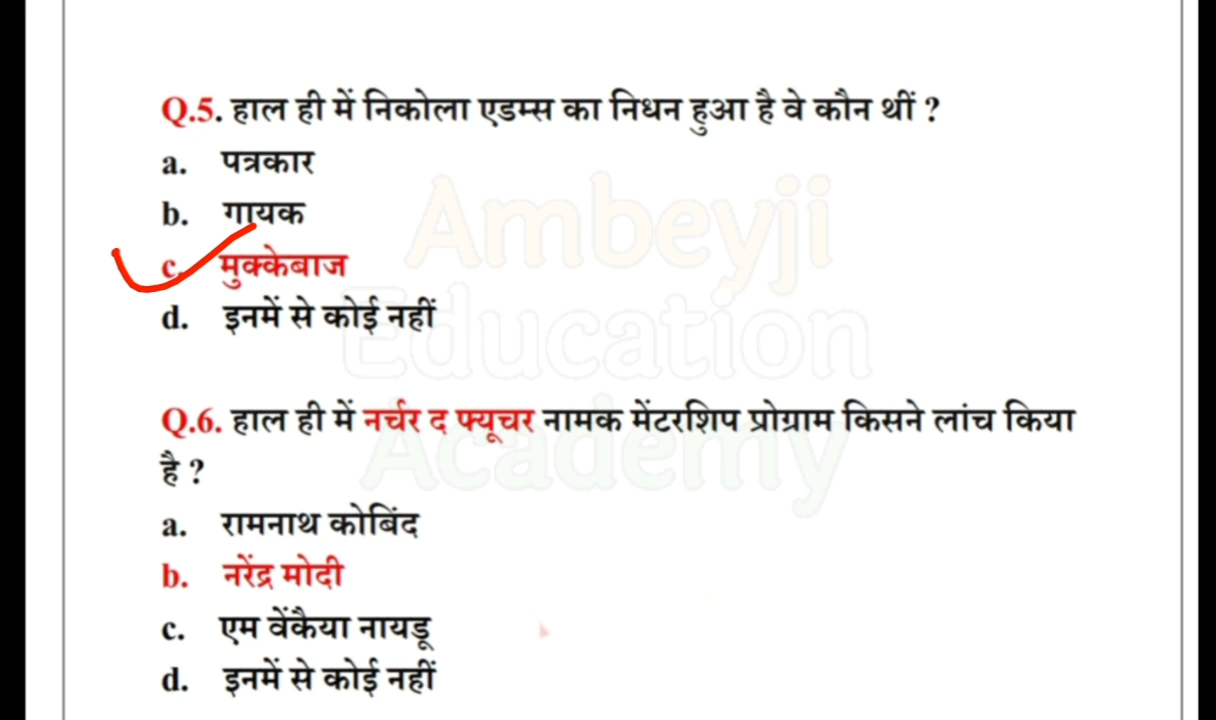 Q.5. हाल ही में निकोला एडम्स का निधन हुआ है वे कौन थीं ?
a. पत्रकार
b. गायक
c. मुक्केबाज
d. इनमें से कोई नहीं
Ambeyji
Education
Academy
Q.6. हाल ही में नर्चर द फ्यूचर नामक मेंटरशिप प्रोग्राम किसने लांच किया
है ?
a. रामनाथ कोबिंद
b. नरेंद्र मोदी
c. एम वेंकैया नायडू
d. इनमें से कोई नहीं